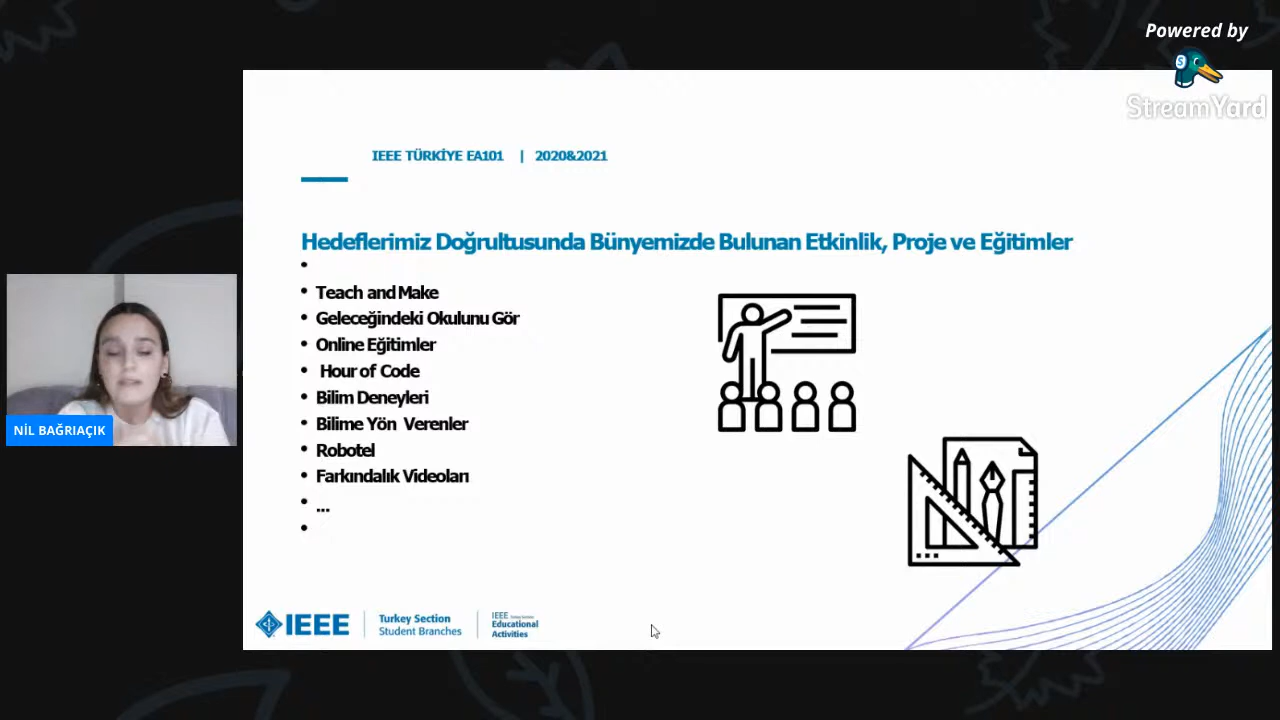 Powered by
StreamYard
IEEE TÜRKİYE EA101 | 2020&2021
Hedeflerimiz Doğrultusunda Bünyemizde Bulunan Etkinlik, Proje ve Eğitimler
• Teach and Make
• Geleceğindeki Okulunu Gör
• Online Eğitimler
• Hour of Code
• Bilim Deneyleri
• Bilime Yön Verenler
• Robotel
• Farkındalık Videoları
• ...
NİL BAĞRIAÇIK
IEEE
Turkey Section
Student Branches
IEEE
Educational
Activities